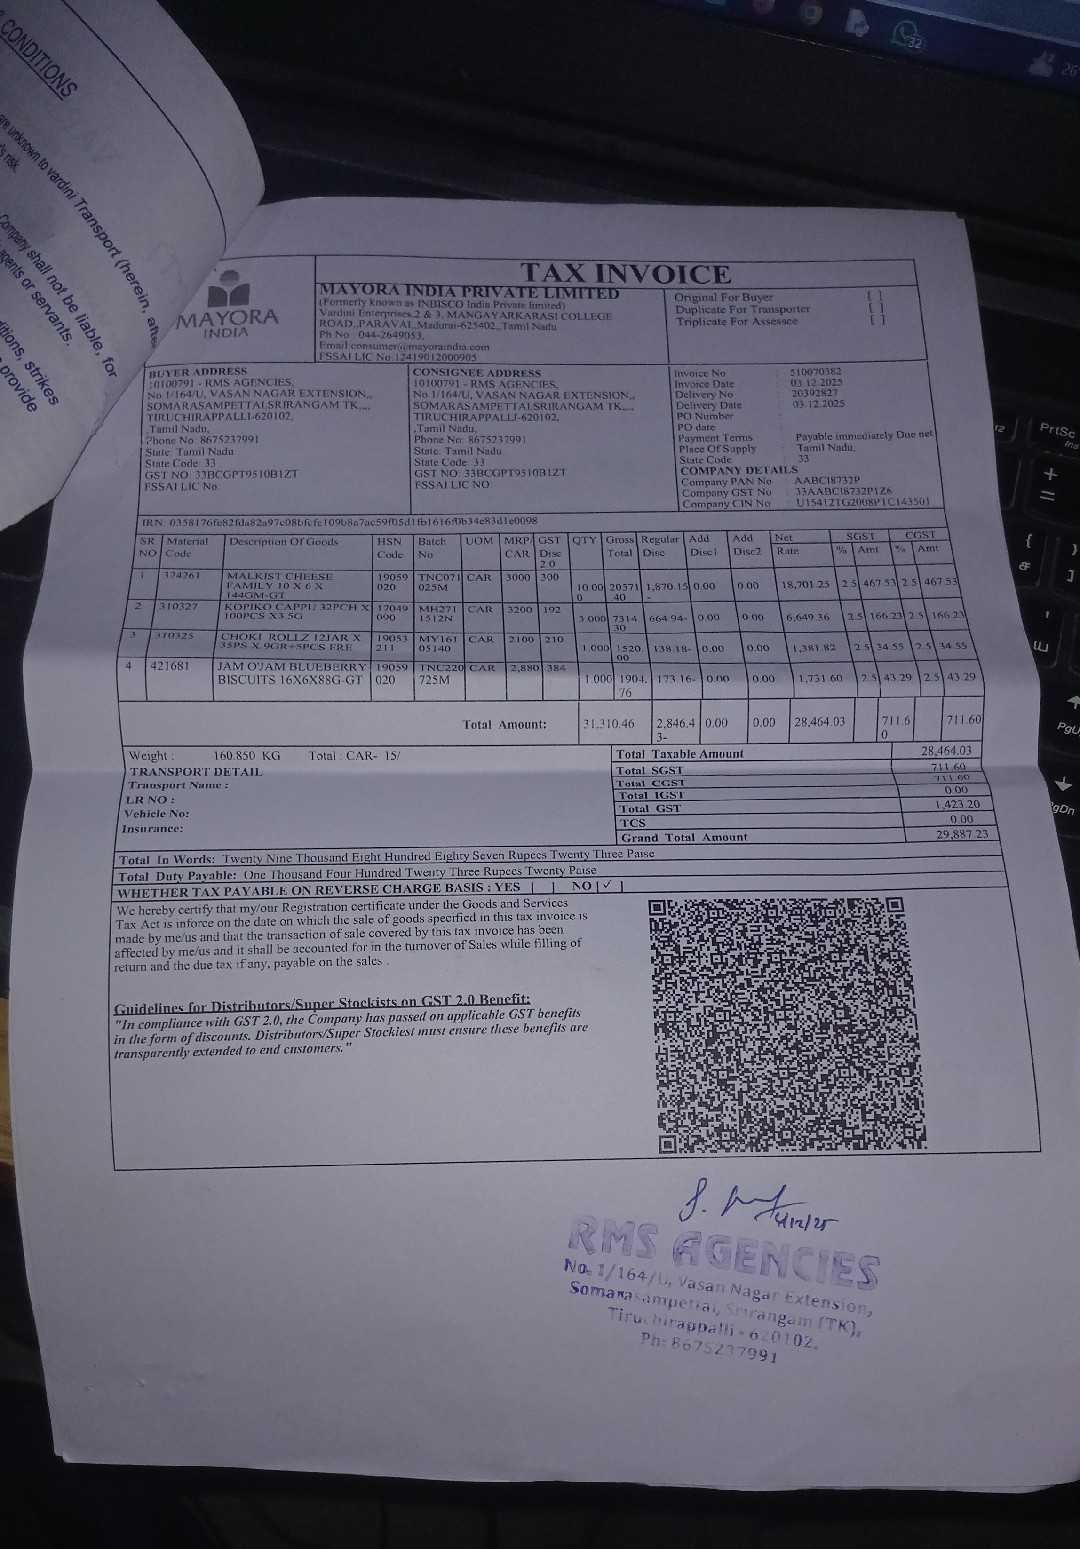 CONDITIONS
are unknown to vardini Transport (herein, afte
's risk.
Company shall not be liable, for
agents or servants.
ditions, strikes
provide
32
26
PrtSc
Ins
PgU
PgDn
MAYORA
INDIA
TAX INVOICE
MAYORA INDIA PRIVATE LIMITED
(Formerly known as INBISCO India Private limited)
Vardini Enterprises,2 & 3, MANGAYARKARASI COLLEGE
ROAD,,PARAVAI,,Madurai-625402,,Tamil Nadu
Ph No : 044-2649053,
Email:consumer@mayoraindia.com
FSSAI LIC No:12419012000905
Original For Buyer [ ]
Duplicate For Transporter [ ]
Triplicate For Assessee [ ]
BUYER ADDRESS
10100791 - RMS AGENCIES,
No 1/164/U, VASAN NAGAR EXTENSION,,
SOMARASAMPETTAI,SRIRANGAM TK,,,,
TIRUCHIRAPPALLI-620102,
,Tamil Nadu,
Phone No: 8675237991
State: Tamil Nadu
State Code: 33
GST NO: 33BCGPT9510B1ZT
FSSAI LIC No:
CONSIGNEE ADDRESS
10100791 - RMS AGENCIES,
No 1/164/U, VASAN NAGAR EXTENSION,,
SOMARASAMPETTAI,SRIRANGAM TK,,,,
TIRUCHIRAPPALLI-620102,
,Tamil Nadu,
Phone No: 8675237991
State: Tamil Nadu
State Code: 33
GST NO: 33BCGPT9510B1ZT
FSSAI LIC NO:
Invoice No : 510070382
Invoice Date : 03.12.2025
Delivery No : 20392827
Delivery Date : 03.12.2025
PO Number :
PO date :
Payment Terms : Payable immediately Due net
Place Of Supply : Tamil Nadu,
State Code : 33
COMPANY DETAILS
Company PAN No : AABCI8732P
Company GST No : 33AABCI8732P1Z6
Company CIN No : U15412TG2008PTC143501
IRN:
SR NO Material Code Description Of Goods HSN Code Batch No UOM MRP/CAR GST Disc 2.0 QTY Gross Total Regular Disc Add Disc1 Add Disc2 Net Rate SGST % Amt CGST % Amt
1 324261 MALKIST CHEESE FAMILY 10 X 6 X 144GM-GT 19059020 TNC071025M CAR 3000 300 10.000 2057140 1,870.15- 0.00 0.00 18,701.25 2.5 467.53 2.5 467.53
2 310327 KOPIKO CAPPU 32PCH X 100PCS X3.5G 17049090 MH2711512N CAR 3200 192 3.000 731430 664.94- 0.00 0.00 6,649.36 2.5 166.23 2.5 166.23
3 310325 CHOKI ROLLZ 12JAR X 35PS X 9GR+5PCS FRE 19053211 MY16105140 CAR 2100 210 1.000 1520.00 138.18- 0.00 0.00 1,381.82 2.5 34.55 2.5 34.55
4 421681 JAM O'JAM BLUEBERRY BISCUITS 16X6X88G-GT 19059020 TNC220725M CAR 2,880 384 1.000 1904.76 173.16- 0.00 0.00 1,731.60 2.5 43.29 2.5 43.29
Total Amount: 31,310.46 2,846.43- 0.00 0.00 28,464.03 711.60 711.60
Weight : 160.850 KG Total : CAR- 15/
TRANSPORT DETAIL
Transport Name :
LR NO :
Vehicle No:
Insurance:
Total Taxable Amount 28,464.03
Total SGST 711.60
Total CGST 711.60
Total IGST 0.00
Total GST 1,423.20
TCS 0.00
Grand Total Amount 29,887.23
Total In Words: Twenty Nine Thousand Eight Hundred Eighty Seven Rupees Twenty Three Paise
Total Duty Payable: One Thousand Four Hundred Twenty Three Rupees Twenty Paise
WHETHER TAX PAYABLE ON REVERSE CHARGE BASIS : YES [ ] NO [✓]
We hereby certify that my/our Registration certificate under the Goods and Services
Tax Act is inforce on the date on which the sale of goods specified in this tax invoice is
made by me/us and that the transaction of sale covered by this tax invoice has been
affected by me/us and it shall be accounted for in the turnover of Sales while filling of
return and the due tax if any, payable on the sales .
Guidelines for Distributors/Super Stockists on GST 2.0 Benefit:
"In compliance with GST 2.0, the Company has passed on applicable GST benefits
in the form of discounts. Distributors/Super Stockiest must ensure these benefits are
transparently extended to end customers."
4/12/25
RMS AGENCIES
No. 1/164/U, Vasan Nagar Extension,
Somarasampettai, Srirangam (TK),
Tiruchirappalli - 620102.
Ph: 8675237991